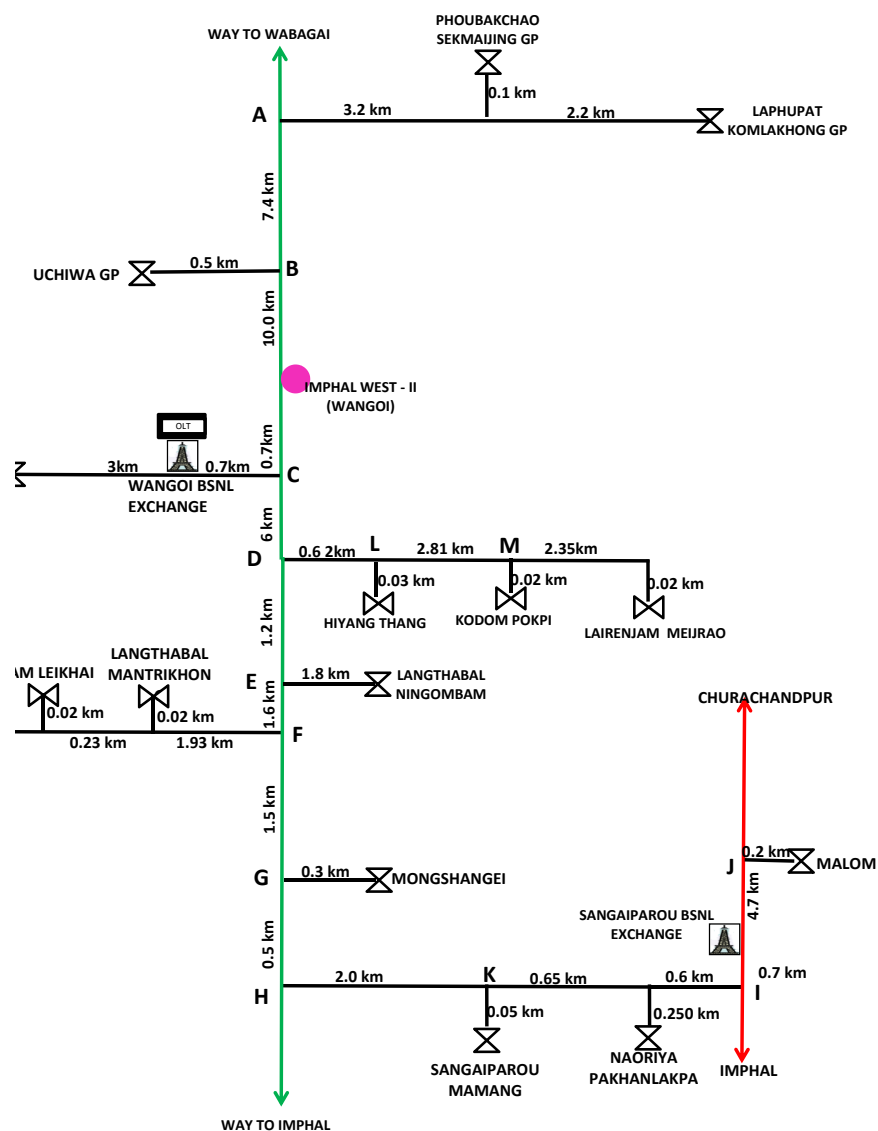 PHOUBAKCHAO
SEKMAIJING GP
WAY TO WABAGAI
0.1 km
A
3.2 km
2.2 km
LAPHUPAT
KOMLAKHONG GP
7.4 km
UCHIWA GP
0.5 km
B
10.0 km
IMPHAL WEST - II
(WANGOI)
OLT
3km
0.7km
0.7km
C
WANGOI BSNL
EXCHANGE
6 km
D
0.6 2km
L
2.81 km
M
2.35km
0.03 km
0.02 km
0.02 km
HIYANG THANG
KODOM POKPI
LAIRENJAM MEIJRAO
1.2 km
LANGTHABAL
MANTRIKHON
AM LEIKHAI
E
1.8 km
LANGTHABAL
NINGOMBAM
0.02 km
0.02 km
1.6 km
CHURACHANDPUR
0.23 km
1.93 km
F
1.5 km
0.2 km
J
MALOM
G
0.3 km
MONGSHANGEI
4.7 km
SANGAIPAROU BSNL
EXCHANGE
0.5 km
H
2.0 km
K
0.65 km
0.6 km
0.7 km
I
0.05 km
0.250 km
SANGAIPAROU
MAMANG
NAORIYA
PAKHANLAKPA
IMPHAL
WAY TO IMPHAL